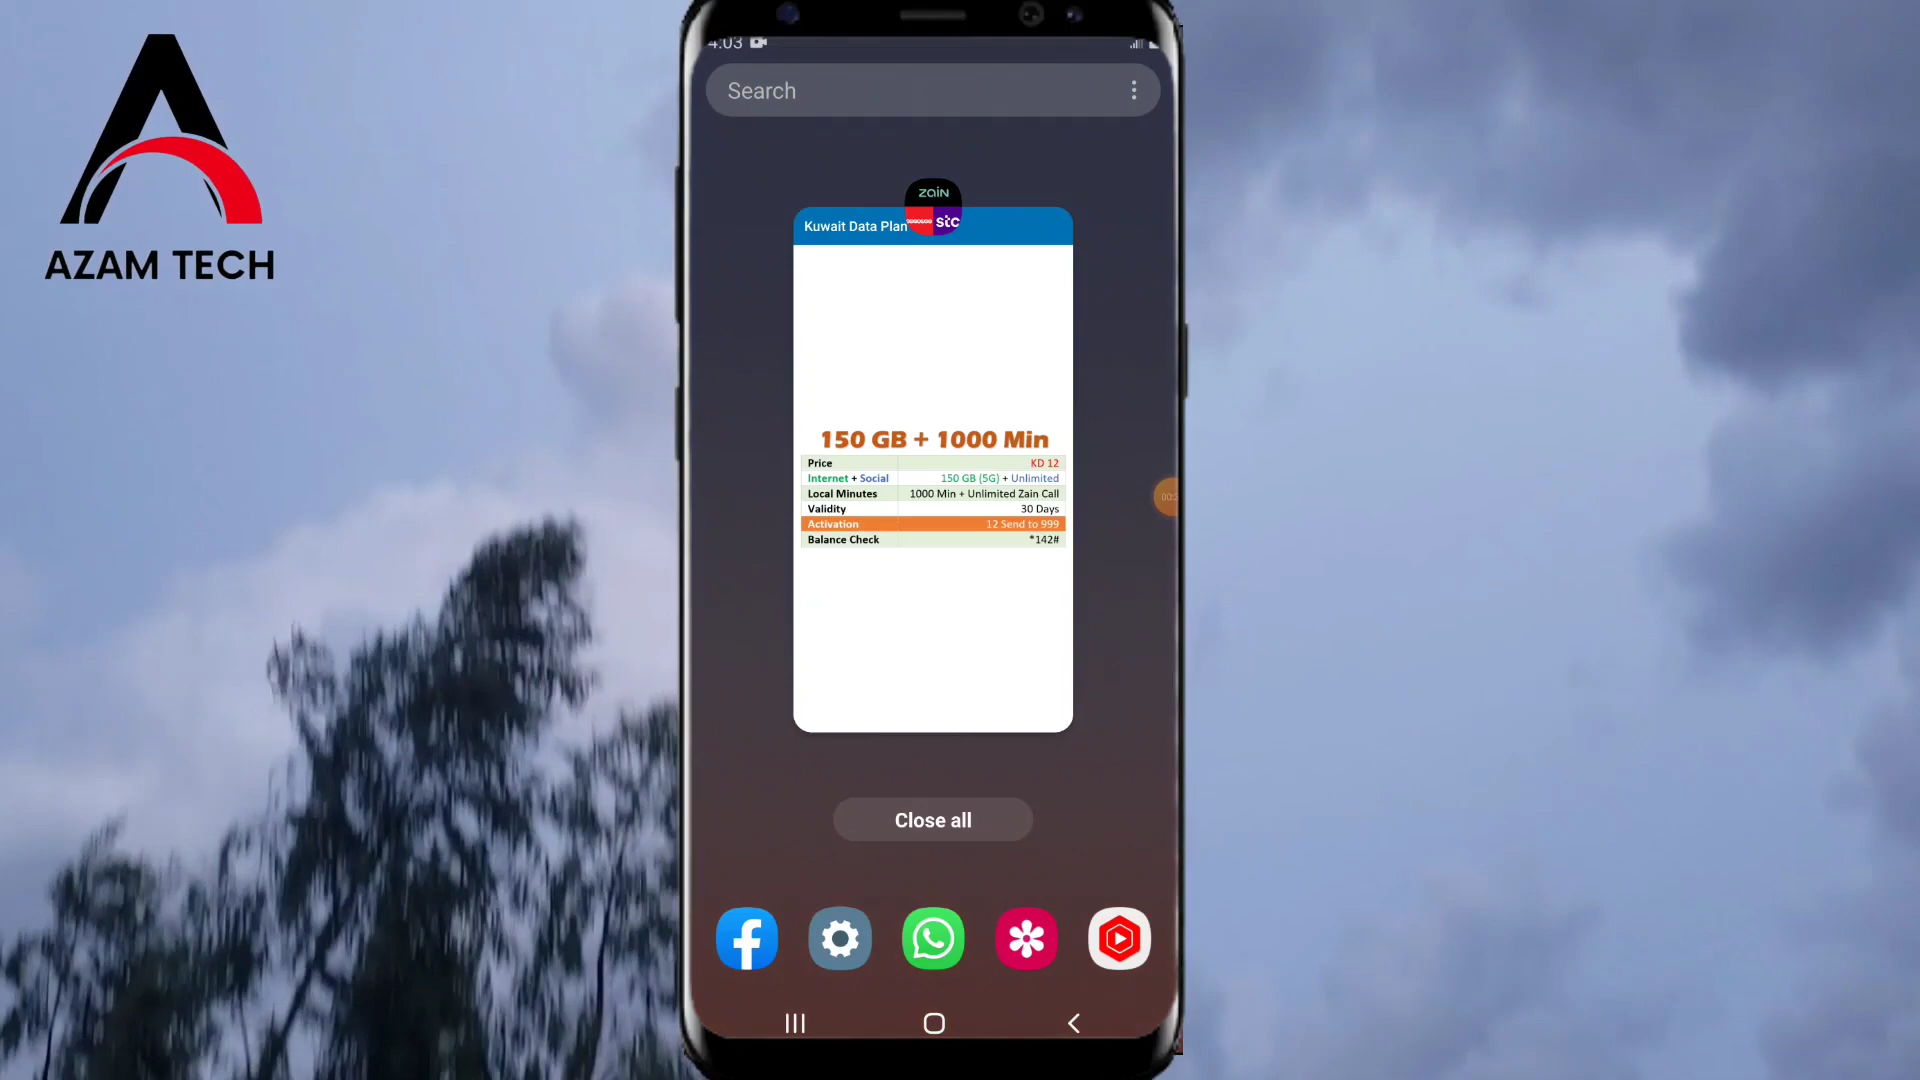 AZAM TECH
4:03
Search
zain
stc
Kuwait Data Plan
150 GB + 1000 Min
Price KD 12
Internet + Social 150 GB (5G) + Unlimited
Local Minutes 1000 Min + Unlimited Zain Call
Validity 30 Days
Activation 12 Send to 999
Balance Check *142#
Close all